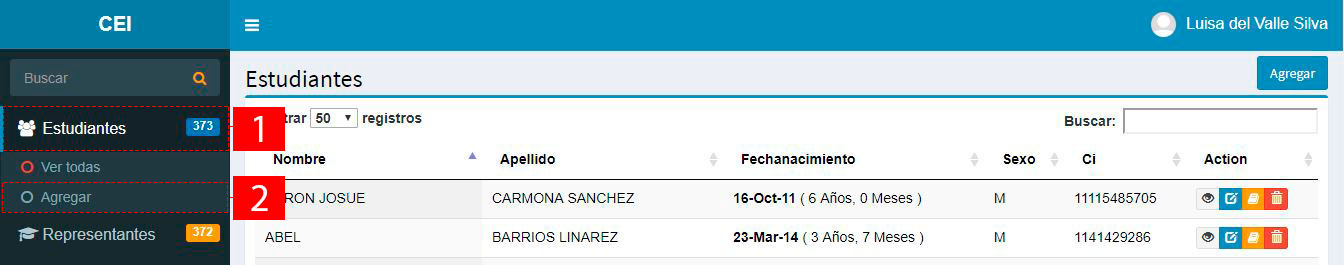 CEI
Luisa del Valle Silva
Buscar
Estudiantes
Agregar
Estudiantes 373
1
trar 50 registros
Buscar:
Ver todas
Nombre Apellido Fechanacimiento Sexo Ci Action
Agregar
2
RON JOSUE CARMONA SANCHEZ 16-Oct-11 ( 6 Años, 0 Meses ) M 11115485705
Representantes 372
ABEL BARRIOS LINAREZ 23-Mar-14 ( 3 Años, 7 Meses ) M 1141429286